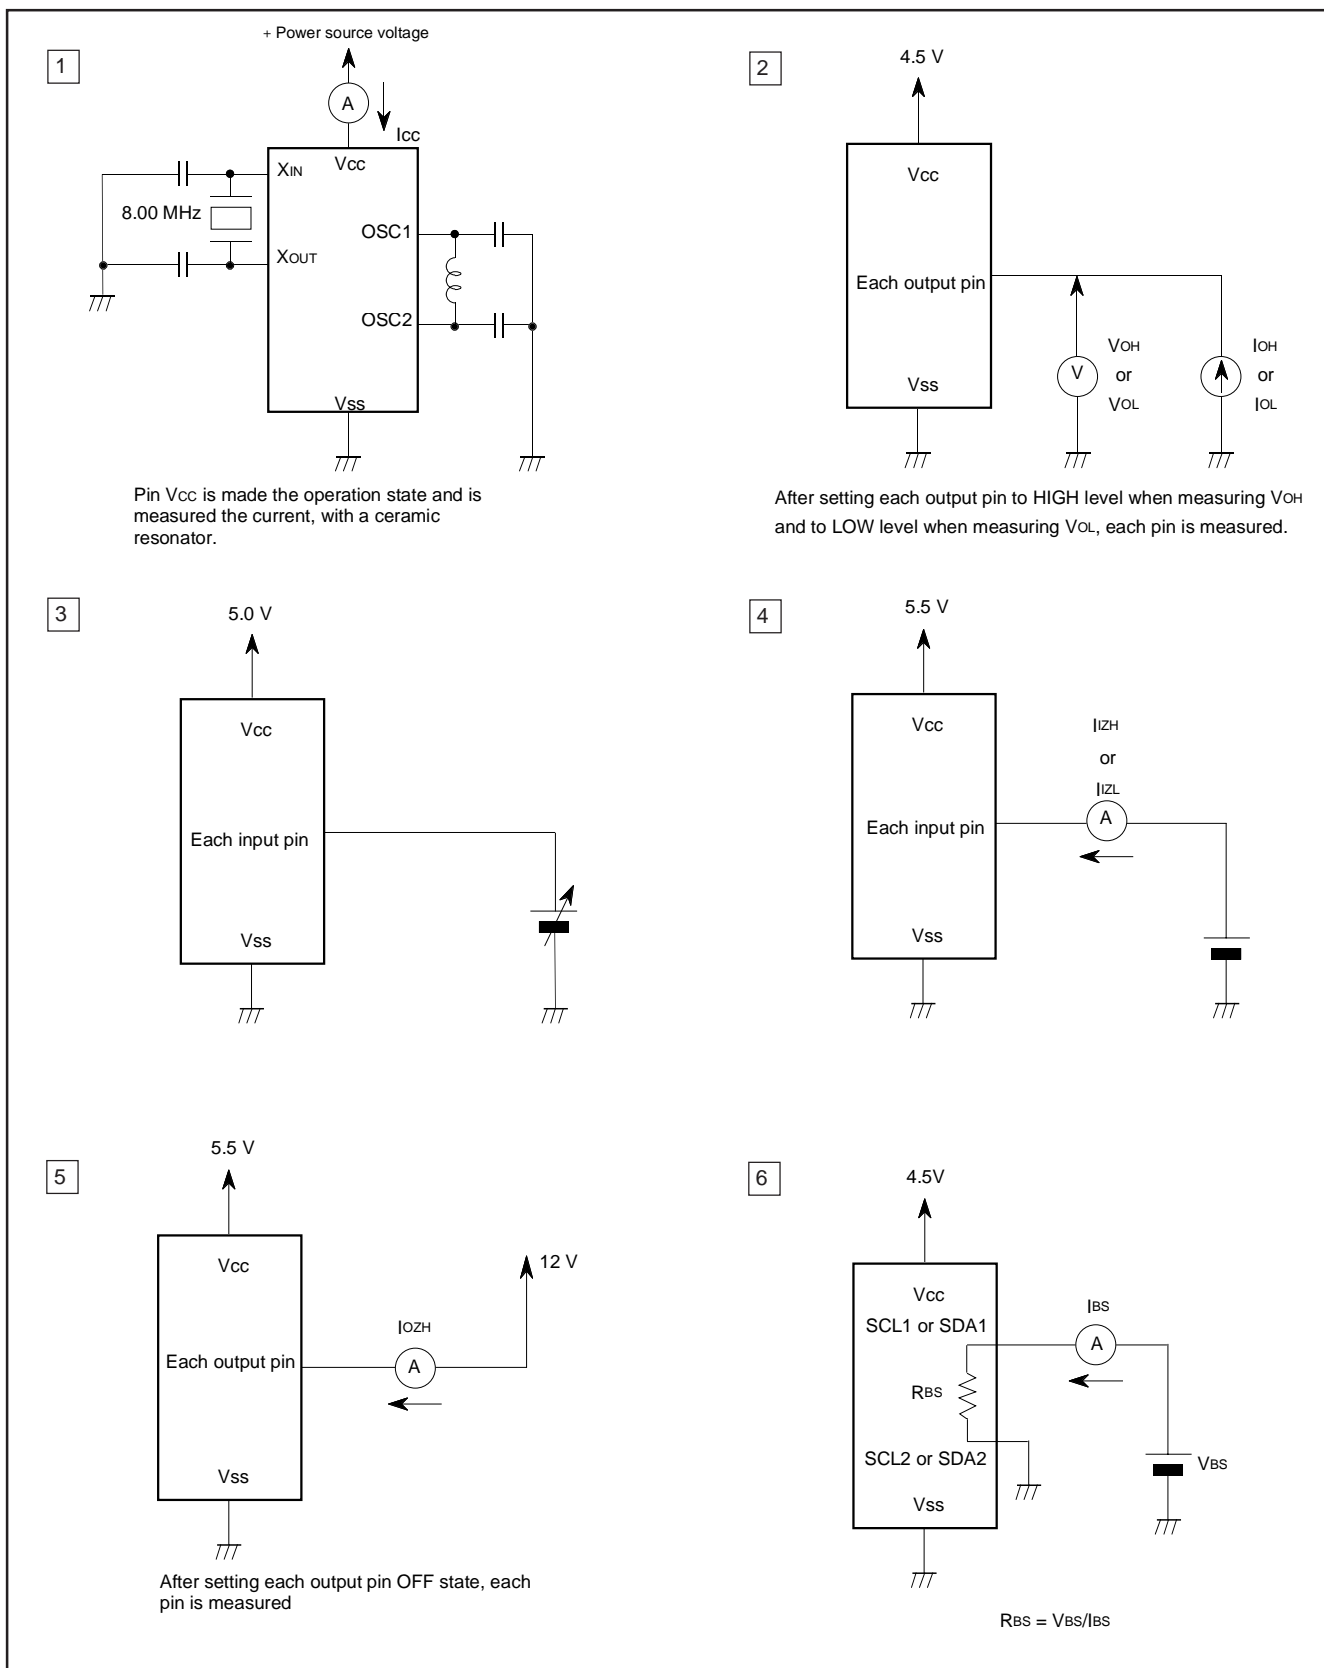 1
+ Power source voltage
A
Icc
XIN
Vcc
8.00 MHz
OSC1
XOUT
OSC2
Vss
Pin VCC is made the operation state and is
measured the current, with a ceramic
resonator.
2
4.5 V
Vcc
Each output pin
VOH
or
VOL
V
IOH
or
IOL
Vss
After setting each output pin to HIGH level when measuring VOH
and to LOW level when measuring VOL, each pin is measured.
3
5.0 V
Vcc
Each input pin
Vss
4
5.5 V
Vcc
IIZH
or
IIZL
Each input pin
A
Vss
5
5.5 V
Vcc
12 V
IOZH
Each output pin
A
Vss
After setting each output pin OFF state, each
pin is measured
6
4.5V
Vcc
SCL1 or SDA1
IBS
A
RBS
SCL2 or SDA2
VBS
Vss
RBS = VBS/IBS